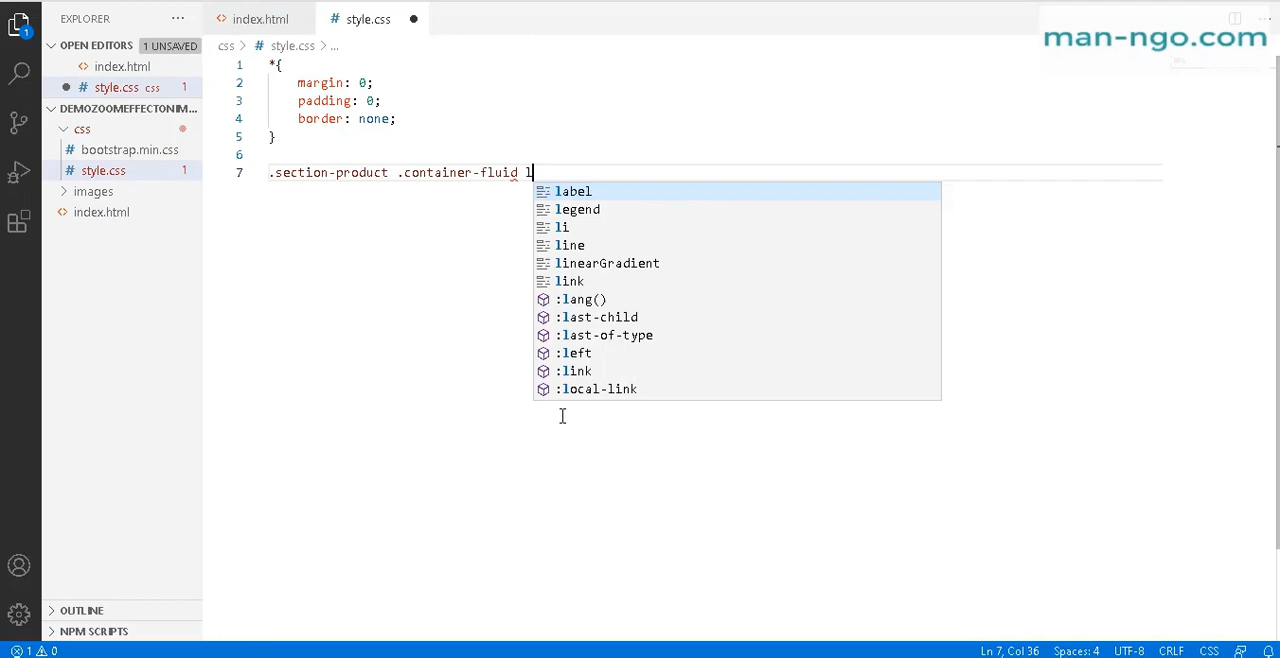 EXPLORER ···
index.html
# style.css ●
man-ngo.com
OPEN EDITORS 1 UNSAVED
index.html
# style.css css 1
DEMOZOOMEFFECTONIM...
css
# bootstrap.min.css
# style.css 1
images
index.html
OUTLINE
NPM SCRIPTS
1
css > # style.css > ...
1 *{
2 margin: 0;
3 padding: 0;
4 border: none;
5 }
6
7 .section-product .container-fluid l
label
legend
li
line
linearGradient
link
:lang()
:last-child
:last-of-type
:left
:link
:local-link
1 0
Ln 7, Col 36 Spaces: 4 UTF-8 CRLF CSS